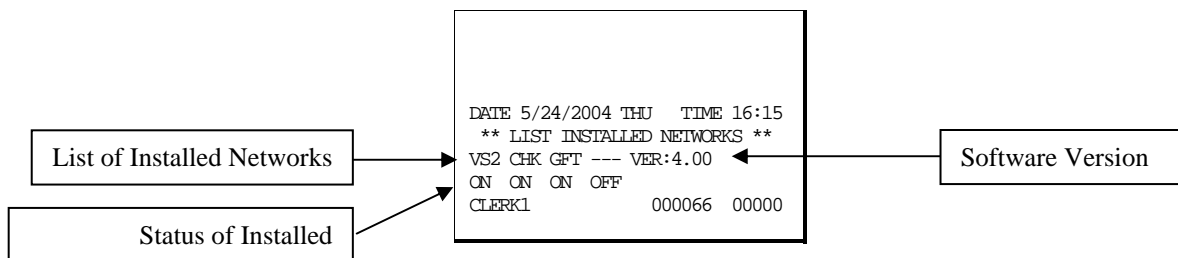 DATE 5/24/2004 THU TIME 16:15
** LIST INSTALLED NETWORKS **
List of Installed Networks
VS2 CHK GFT --- VER:4.00
Software Version
ON ON ON OFF
CLERK1 000066 00000
Status of Installed